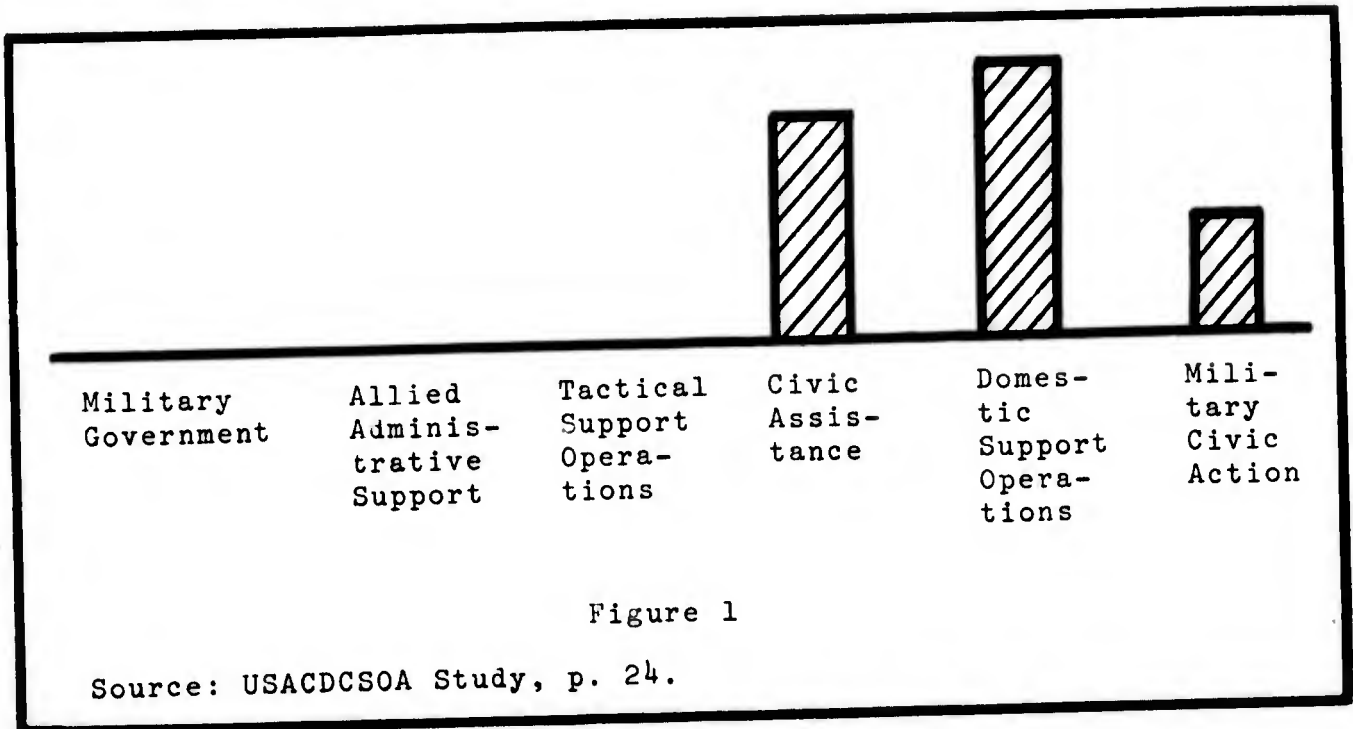 Military
Government
Allied
Adminis-
trative
Support
Tactical
Support
Opera-
tions
Civic
Assis-
tance
Domes-
tic
Support
Opera-
tions
Mili-
tary
Civic
Action
Figure 1
Source: USACDCSOA Study, p. 24.